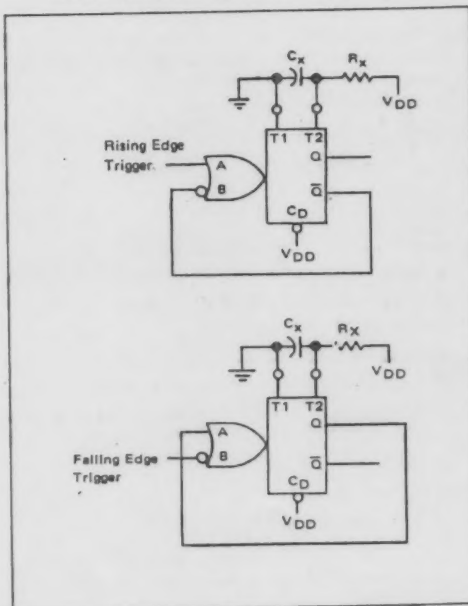 Cx
Rx
VDD
Rising Edge
Trigger
A
B
T1 T2
Q
Q̅
CD
VDD
Cx
RX
VDD
A
B
T1 T2
Q
Q̅
CD
Falling Edge
Trigger
VDD